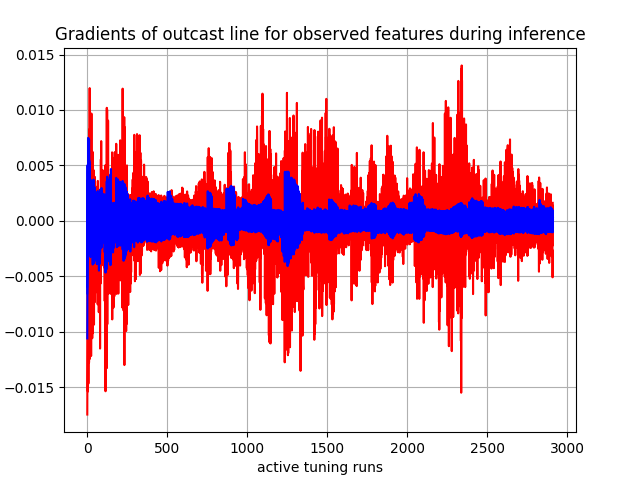 Gradients of outcast line for observed features during inference
0.015
0.010
0.005
0.000
−0.005
−0.010
−0.015
0 500 1000 1500 2000 2500 3000
active tuning runs